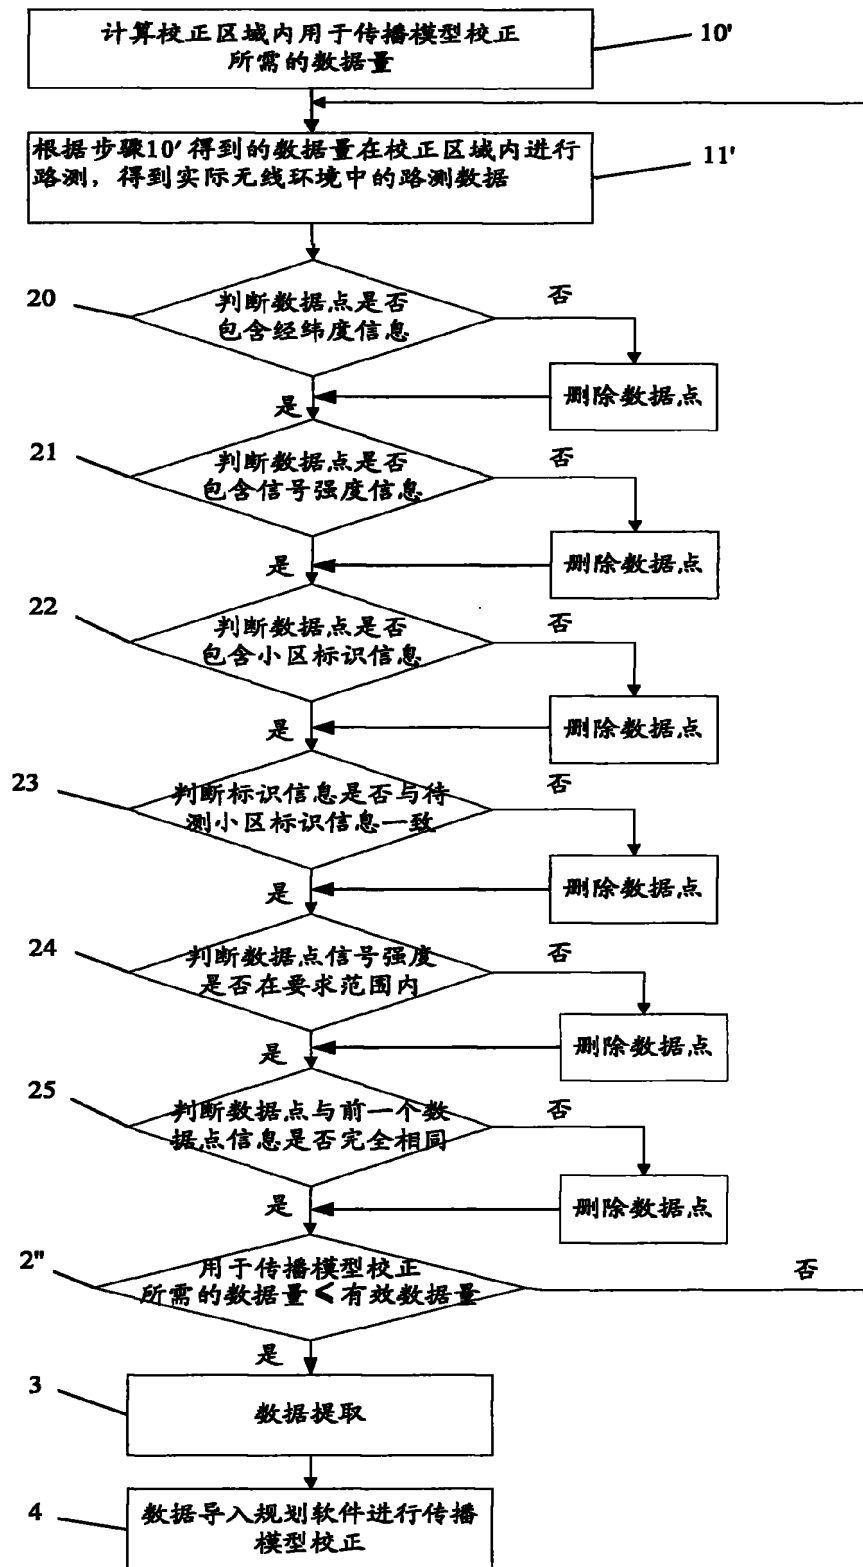 计算校正区域内用于传播模型校正
所需的数据量
10'
根据步骤10'得到的数据量在校正区域内进行
路测，得到实际无线环境中的路测数据
11'
20
判断数据点是否
包含经纬度信息
否
删除数据点
是
21
判断数据点是否
包含信号强度信息
否
删除数据点
是
22
判断数据点是否
包含小区标识信息
否
删除数据点
是
23
判断标识信息是否与待
测小区标识信息一致
否
删除数据点
是
24
判断数据点信号强度
是否在要求范围内
否
删除数据点
是
25
判断数据点与前一个数
据点信息是否完全相同
否
删除数据点
是
2"
用于传播模型校正
所需的数据量≤有效数据量
否
是
3
数据提取
4
数据导入规划软件进行传播
模型校正